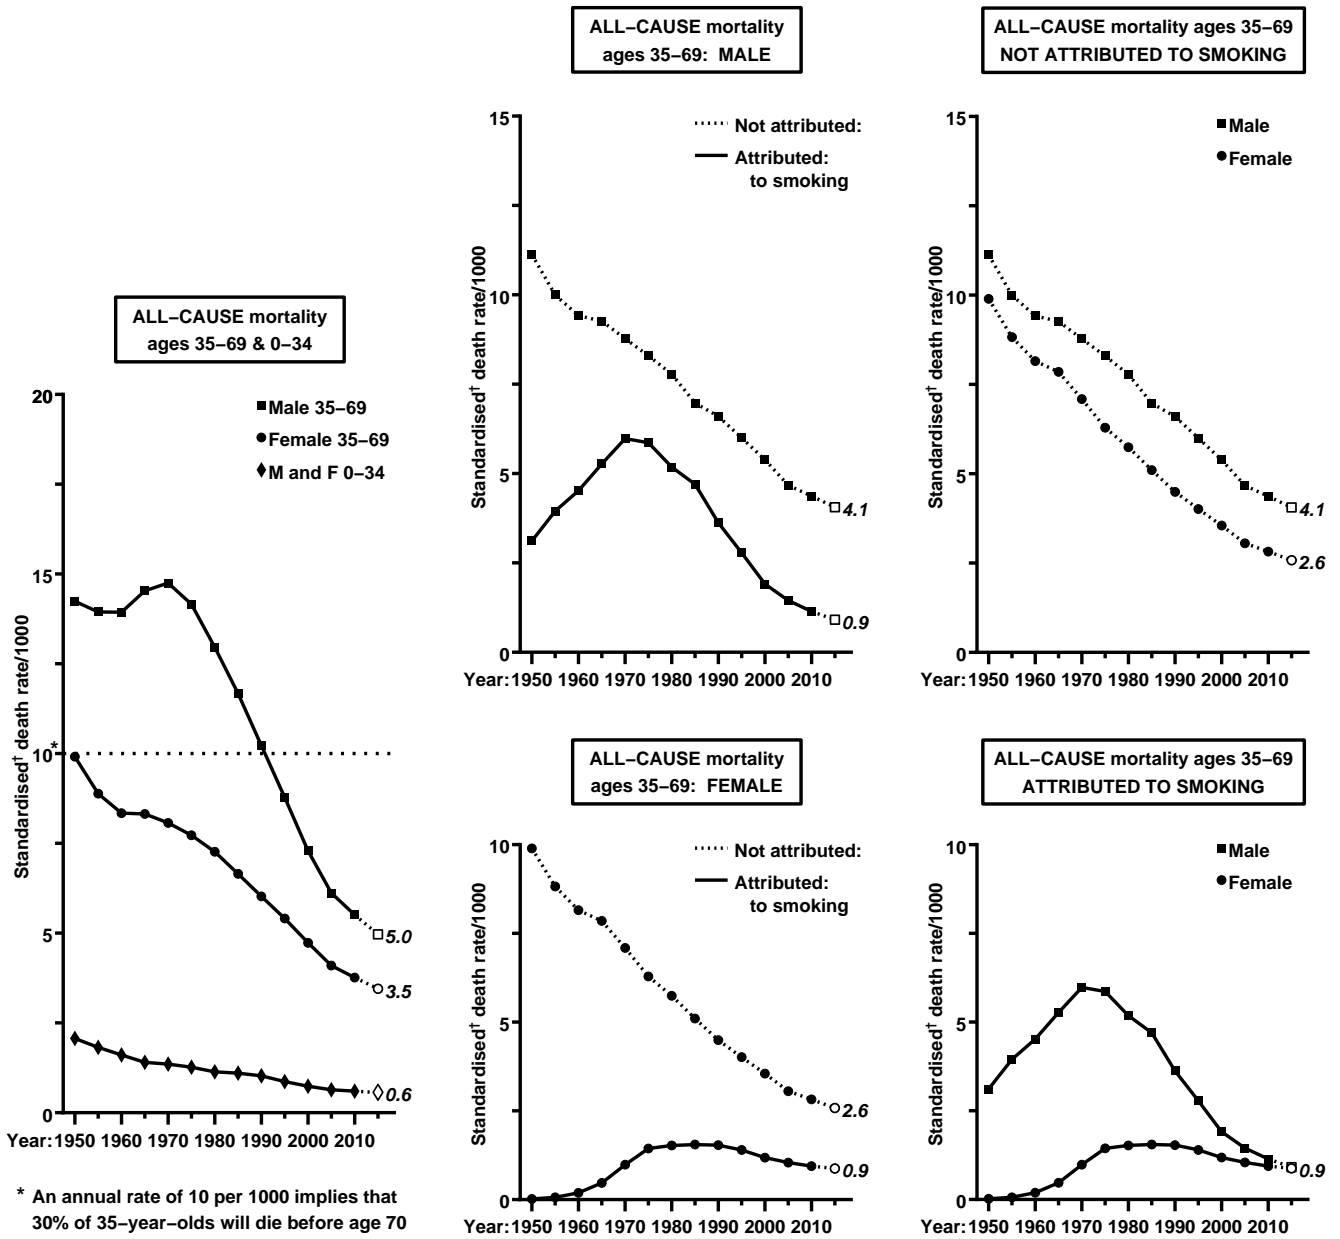 ALL–CAUSE mortality
ages 35–69 & 0–34
20
15
10*
5
0
Standardised† death rate/1000
Male 35–69
Female 35–69
M and F 0–34
5.0
3.5
0.6
Year: 1950 1960 1970 1980 1990 2000 2010
* An annual rate of 10 per 1000 implies that
30% of 35–year–olds will die before age 70
ALL–CAUSE mortality
ages 35–69: MALE
15
10
5
0
Standardised† death rate/1000
Not attributed:
Attributed:
to smoking
4.1
0.9
Year: 1950 1960 1970 1980 1990 2000 2010
ALL–CAUSE mortality ages 35–69
NOT ATTRIBUTED TO SMOKING
15
10
5
0
Standardised† death rate/1000
Male
Female
4.1
2.6
Year: 1950 1960 1970 1980 1990 2000 2010
ALL–CAUSE mortality
ages 35–69: FEMALE
10
5
0
Standardised† death rate/1000
Not attributed:
Attributed:
to smoking
2.6
0.9
Year: 1950 1960 1970 1980 1990 2000 2010
ALL–CAUSE mortality ages 35–69
ATTRIBUTED TO SMOKING
10
5
0
Standardised† death rate/1000
Male
Female
0.9
Year: 1950 1960 1970 1980 1990 2000 2010